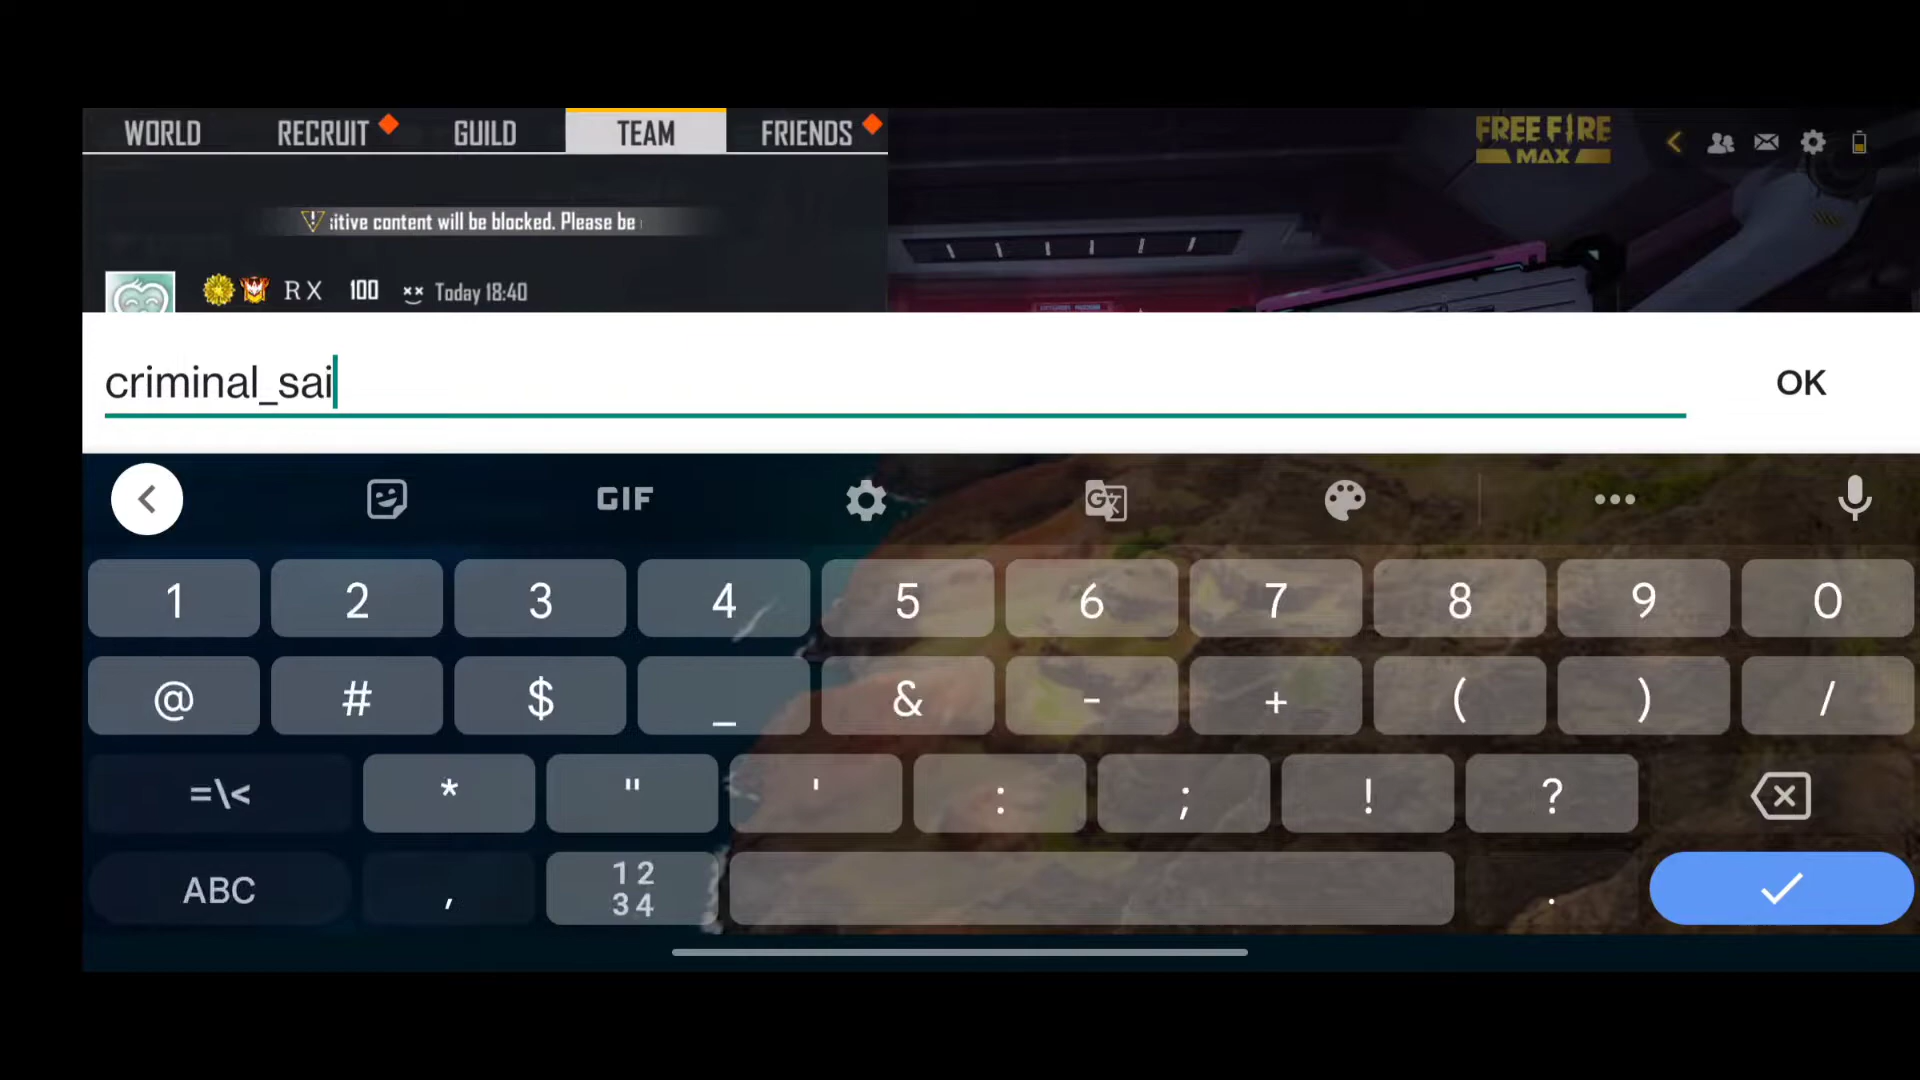 WORLD RECRUIT GUILD TEAM FRIENDS
FREE FIRE
MAX
itive content will be blocked. Please be
R X 100 Today 18:40
criminal_sai
OK
GIF
1 2 3 4 5 6 7 8 9 0
@ # $ _ & - + ( ) /
=\< * " ' : ; ! ?
ABC , 12 .
34